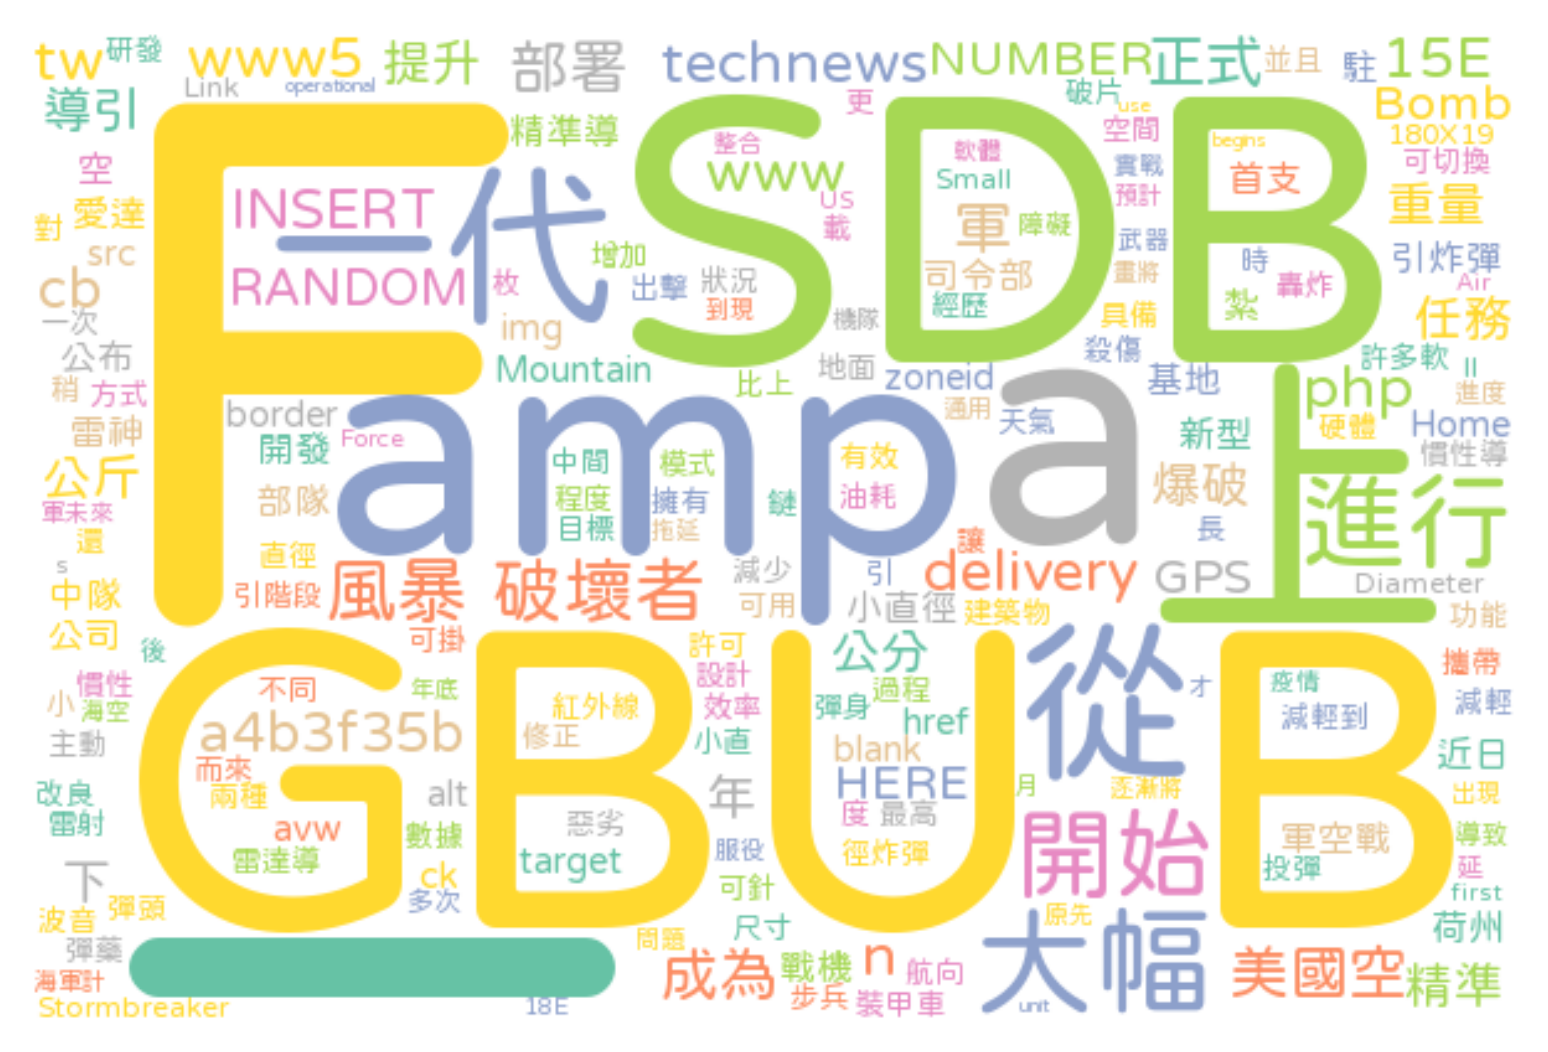 tw 研發 www5 提升 部署 technews NUMBER 正式 並且 駐 15E
Link operational 更 破片 use Bomb
導引 F 精準導 SDB 空間 180X19
空 整合 www 軟體 begins 可切換
INSERT 代 Small 實戰 首支
愛達 US 載 軍 障礙 預計 重量
對 一 增加 武器
src RANDOM 枚 出擊 狀況 司令部 畫將 時 引炸彈
cb img 到現 經歷 具備 紮 轟炸 Air
一次 機隊 任務
公布 Mountain 比上 地面 zoneid 殺傷 基地 許多軟 II
稍 方式 border amp a 通用 上 php 進度
雷神 開發 Force 天氣 新型 硬體 Home
中間 模式 有效 慣性導
公斤 部隊 程度 擁有 鏈 油耗 爆破 進行
軍未來 目標 拖延 長
還 直徑 讓
s 風暴 破壞者 減少 引 delivery GPS Diameter
中隊 引階段 可用 小直徑 建築物 功能
公司 可掛 GBU B 許可 公分 從
後 設計 攜帶
慣性 不同 年底 紅外線 效率 過程 才 疫情
小 海空 a4b3f35b 修正 彈身 href 減輕到 減輕
主動 小直 blank 近日
而來 HERE
改良 兩種 alt 年 月 逐漸將 出現
雷射 avw 數據 惡劣 度 最高 軍空戰 導致
雷達導 target 服役 徑炸彈 開始 投彈 延
下 ck 可針 first
波音 彈頭 多次 尺寸 原先 荷州
彈藥 問題 大幅
海軍計 成為 戰機 n 航向 美國空 精準
Stormbreaker 18E 步兵 裝甲車 unit